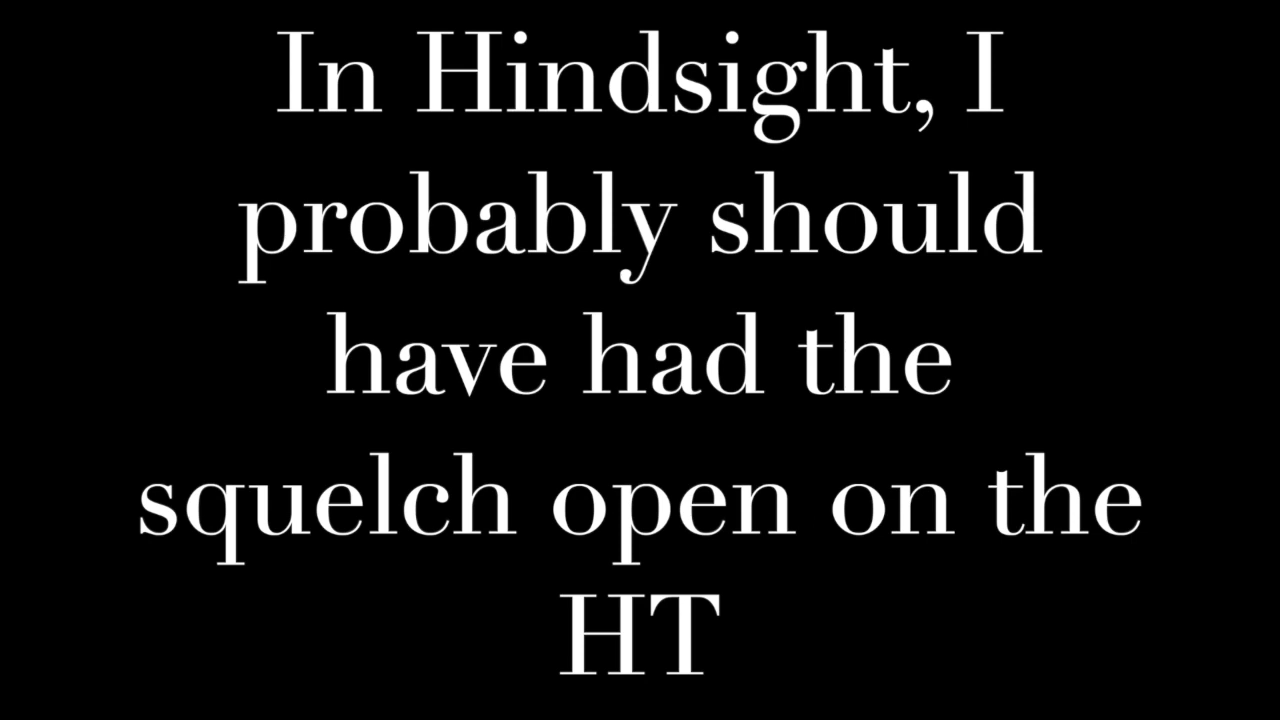 In Hindsight, I
probably should
have had the
squelch open on the
HT